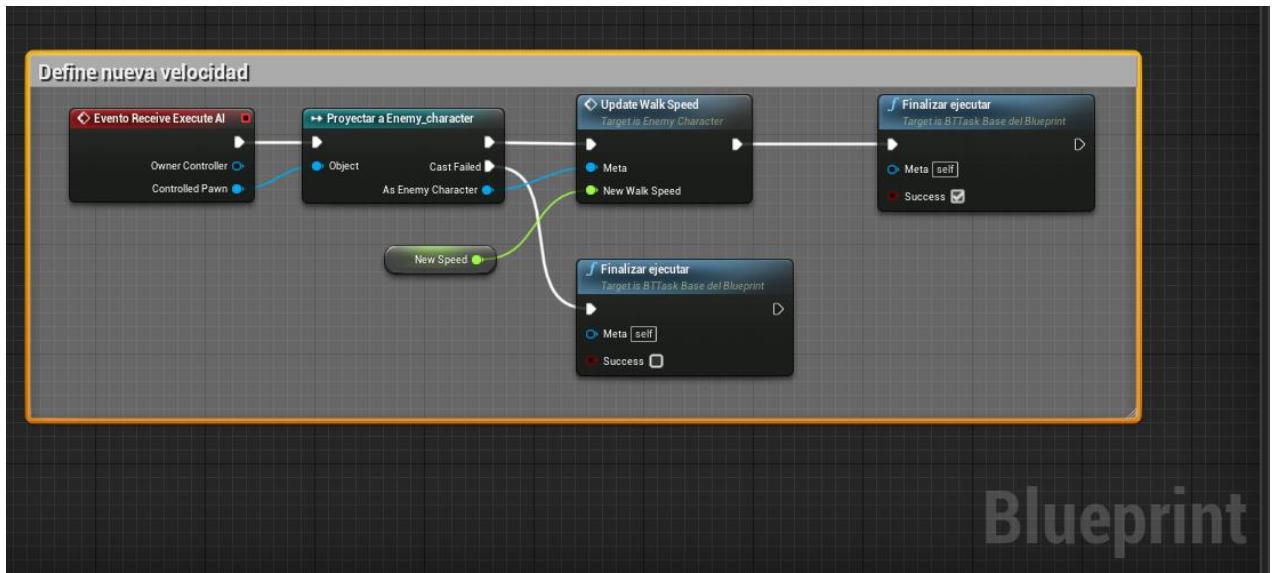 Define nueva velocidad
Evento Receive Execute AI
Owner Controller
Controlled Pawn
Proyectar a Enemy_character
Object
Cast Failed
As Enemy Character
New Speed
Update Walk Speed
Target is Enemy Character
Meta
New Walk Speed
Finalizar ejecutar
Target is BTTask Base del Blueprint
Meta self
Success
Finalizar ejecutar
Target is BTTask Base del Blueprint
Meta self
Success
Blueprint